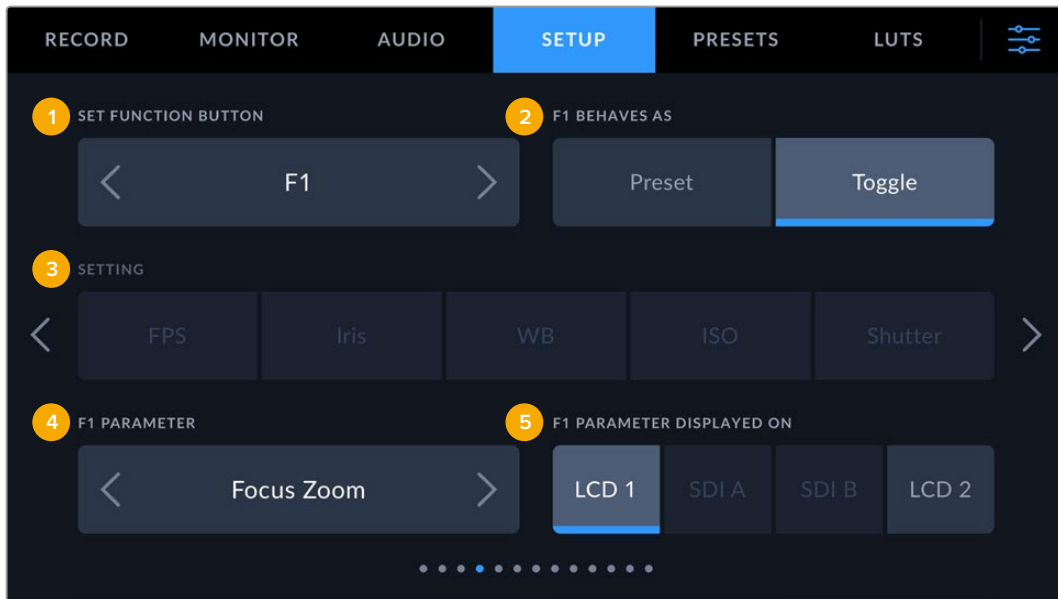 RECORD MONITOR AUDIO SETUP PRESETS LUTS
1 SET FUNCTION BUTTON 2 F1 BEHAVES AS
F1 Preset Toggle
3 SETTING
FPS Iris WB ISO Shutter
4 F1 PARAMETER 5 F1 PARAMETER DISPLAYED ON
Focus Zoom LCD 1 SDI A SDI B LCD 2